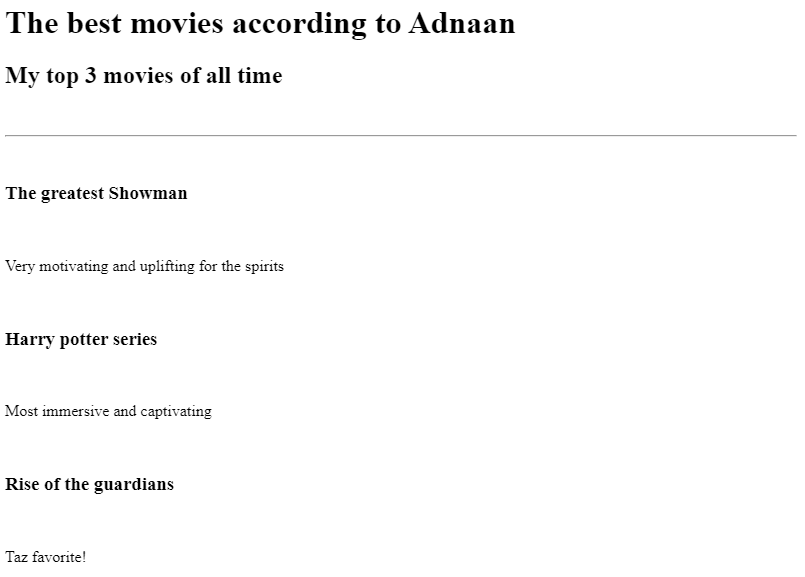 The best movies according to Adnaan
My top 3 movies of all time
The greatest Showman
Very motivating and uplifting for the spirits
Harry potter series
Most immersive and captivating
Rise of the guardians
Taz favorite!